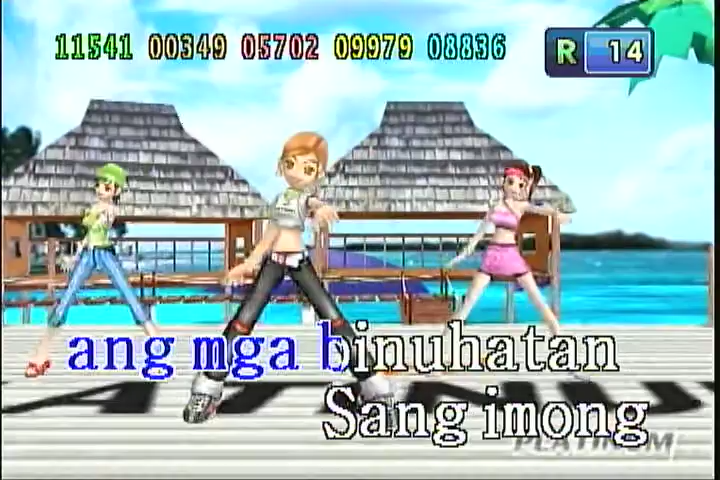 11541 00349 05702 09979 08836
R 14
ang mga binuhatan
Sang imong
PLATINUM